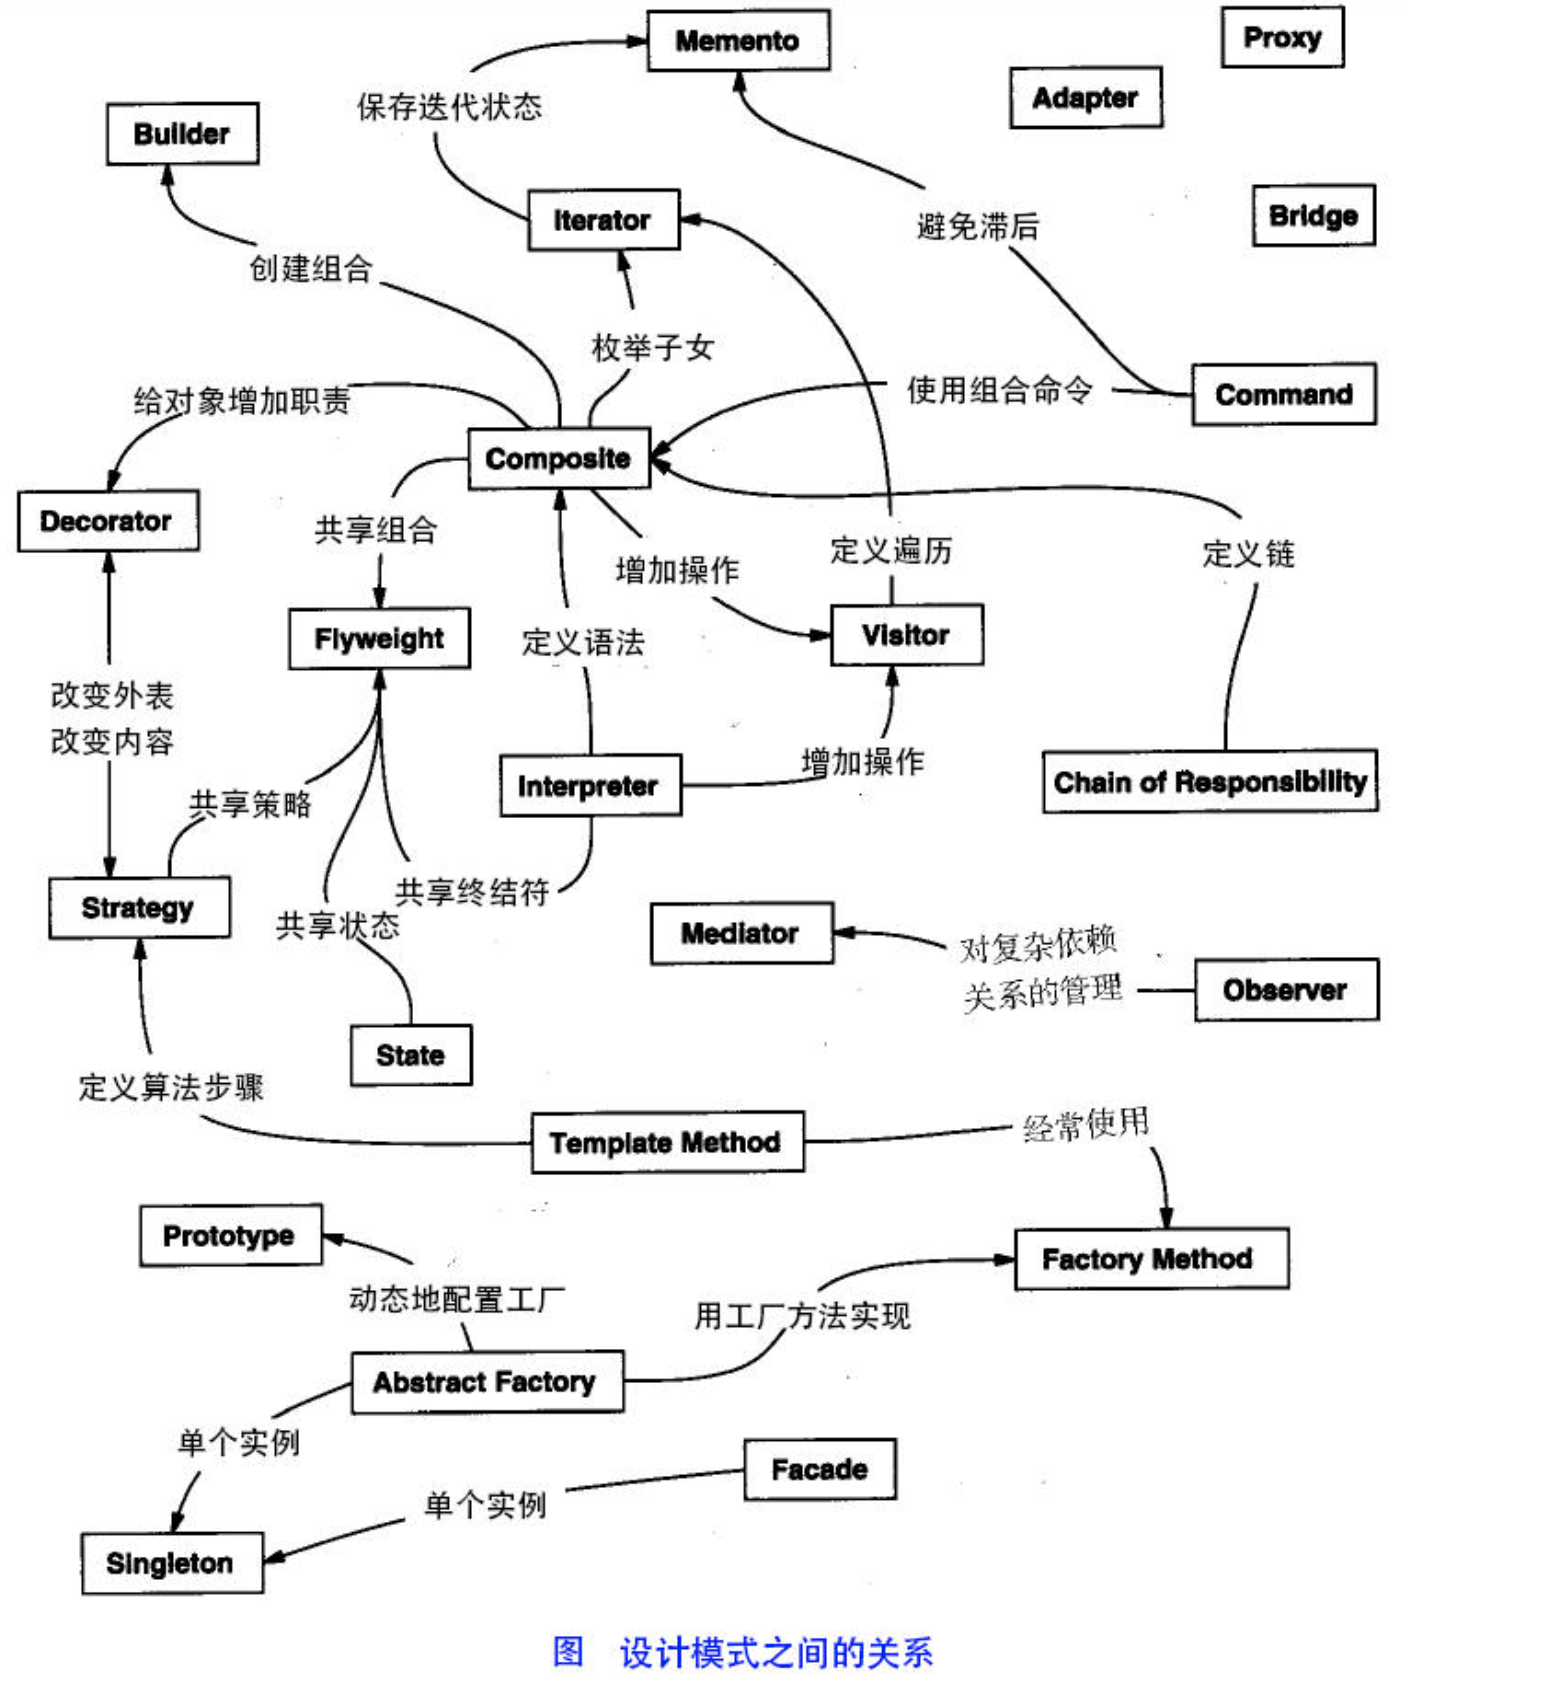 Memento
Proxy
Adapter
保存迭代状态
Builder
Iterator
Bridge
避免滞后
创建组合
枚举子女
使用组合命令
Command
给对象增加职责
Composite
Decorator
共享组合
增加操作
定义遍历
定义链
Flyweight
定义语法
Visitor
改变外表
改变内容
增加操作
Interpreter
Chain of Responsibility
共享策略
共享终结符
Strategy
共享状态
Mediator
对复杂依赖
关系的管理
Observer
State
定义算法步骤
Template Method
经常使用
Prototype
Factory Method
动态地配置工厂
用工厂方法实现
Abstract Factory
单个实例
Facade
单个实例
Singleton
图 设计模式之间的关系